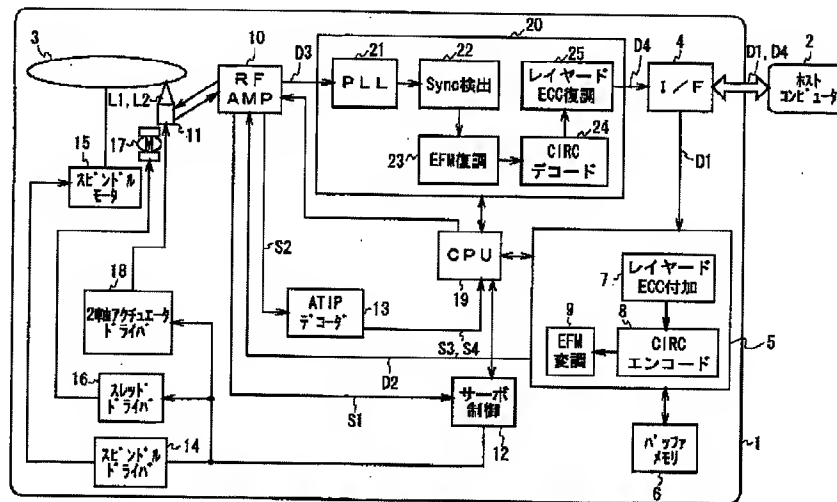 20
3
10
D3
21
22
25
D4
4
2
D1, D4
RF
AMP
PLL
Sync検出
レイヤード
ECC復調
I/F
ホスト
コンピュータ
L1, L2
11
17
M
15
スピンドル
モータ
23
EFM復調
24
CIRC
デコード
D1
S2
CPU
19
18
2軸アクチュエータ
ドライバ
ATIP
デコーダ
13
7
レイヤード
ECC付加
9
8
EFM
変調
CIRC
エンコード
5
S3, S4
D2
16
スレッド
ドライバ
S1
サーボ
制御
12
14
スピンドル
ドライバ
バッファ
メモリ
6
1